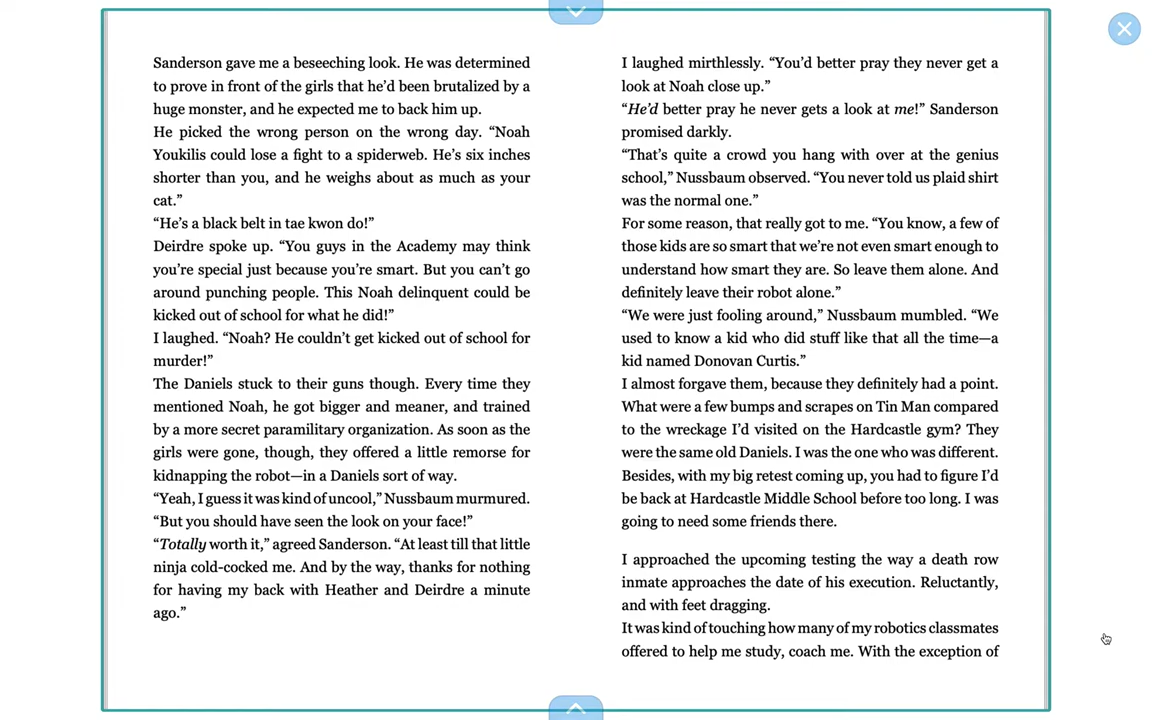 Sanderson gave me a beseeching look. He was determined
to prove in front of the girls that he’d been brutalized by a
huge monster, and he expected me to back him up.
He picked the wrong person on the wrong day. “Noah
Youkilis could lose a fight to a spiderweb. He’s six inches
shorter than you, and he weighs about as much as your
cat.”
“He’s a black belt in tae kwon do!”
Deirdre spoke up. “You guys in the Academy may think
you’re special just because you’re smart. But you can’t go
around punching people. This Noah delinquent could be
kicked out of school for what he did!”
I laughed. “Noah? He couldn’t get kicked out of school for
murder!”
The Daniels stuck to their guns though. Every time they
mentioned Noah, he got bigger and meaner, and trained
by a more secret paramilitary organization. As soon as the
girls were gone, though, they offered a little remorse for
kidnapping the robot—in a Daniels sort of way.
“Yeah, I guess it was kind of uncool,” Nussbaum murmured.
“But you should have seen the look on your face!”
“Totally worth it,” agreed Sanderson. “At least till that little
ninja cold-cocked me. And by the way, thanks for nothing
for having my back with Heather and Deirdre a minute
ago.”
I laughed mirthlessly. “You’d better pray they never get a
look at Noah close up.”
“He’d better pray he never gets a look at me!” Sanderson
promised darkly.
“That’s quite a crowd you hang with over at the genius
school,” Nussbaum observed. “You never told us plaid shirt
was the normal one.”
For some reason, that really got to me. “You know, a few of
those kids are so smart that we’re not even smart enough to
understand how smart they are. So leave them alone. And
definitely leave their robot alone.”
“We were just fooling around,” Nussbaum mumbled. “We
used to know a kid who did stuff like that all the time—a
kid named Donovan Curtis.”
I almost forgave them, because they definitely had a point.
What were a few bumps and scrapes on Tin Man compared
to the wreckage I’d visited on the Hardcastle gym? They
were the same old Daniels. I was the one who was different.
Besides, with my big retest coming up, you had to figure I’d
be back at Hardcastle Middle School before too long. I was
going to need some friends there.
I approached the upcoming testing the way a death row
inmate approaches the date of his execution. Reluctantly,
and with feet dragging.
It was kind of touching how many of my robotics classmates
offered to help me study, coach me. With the exception of